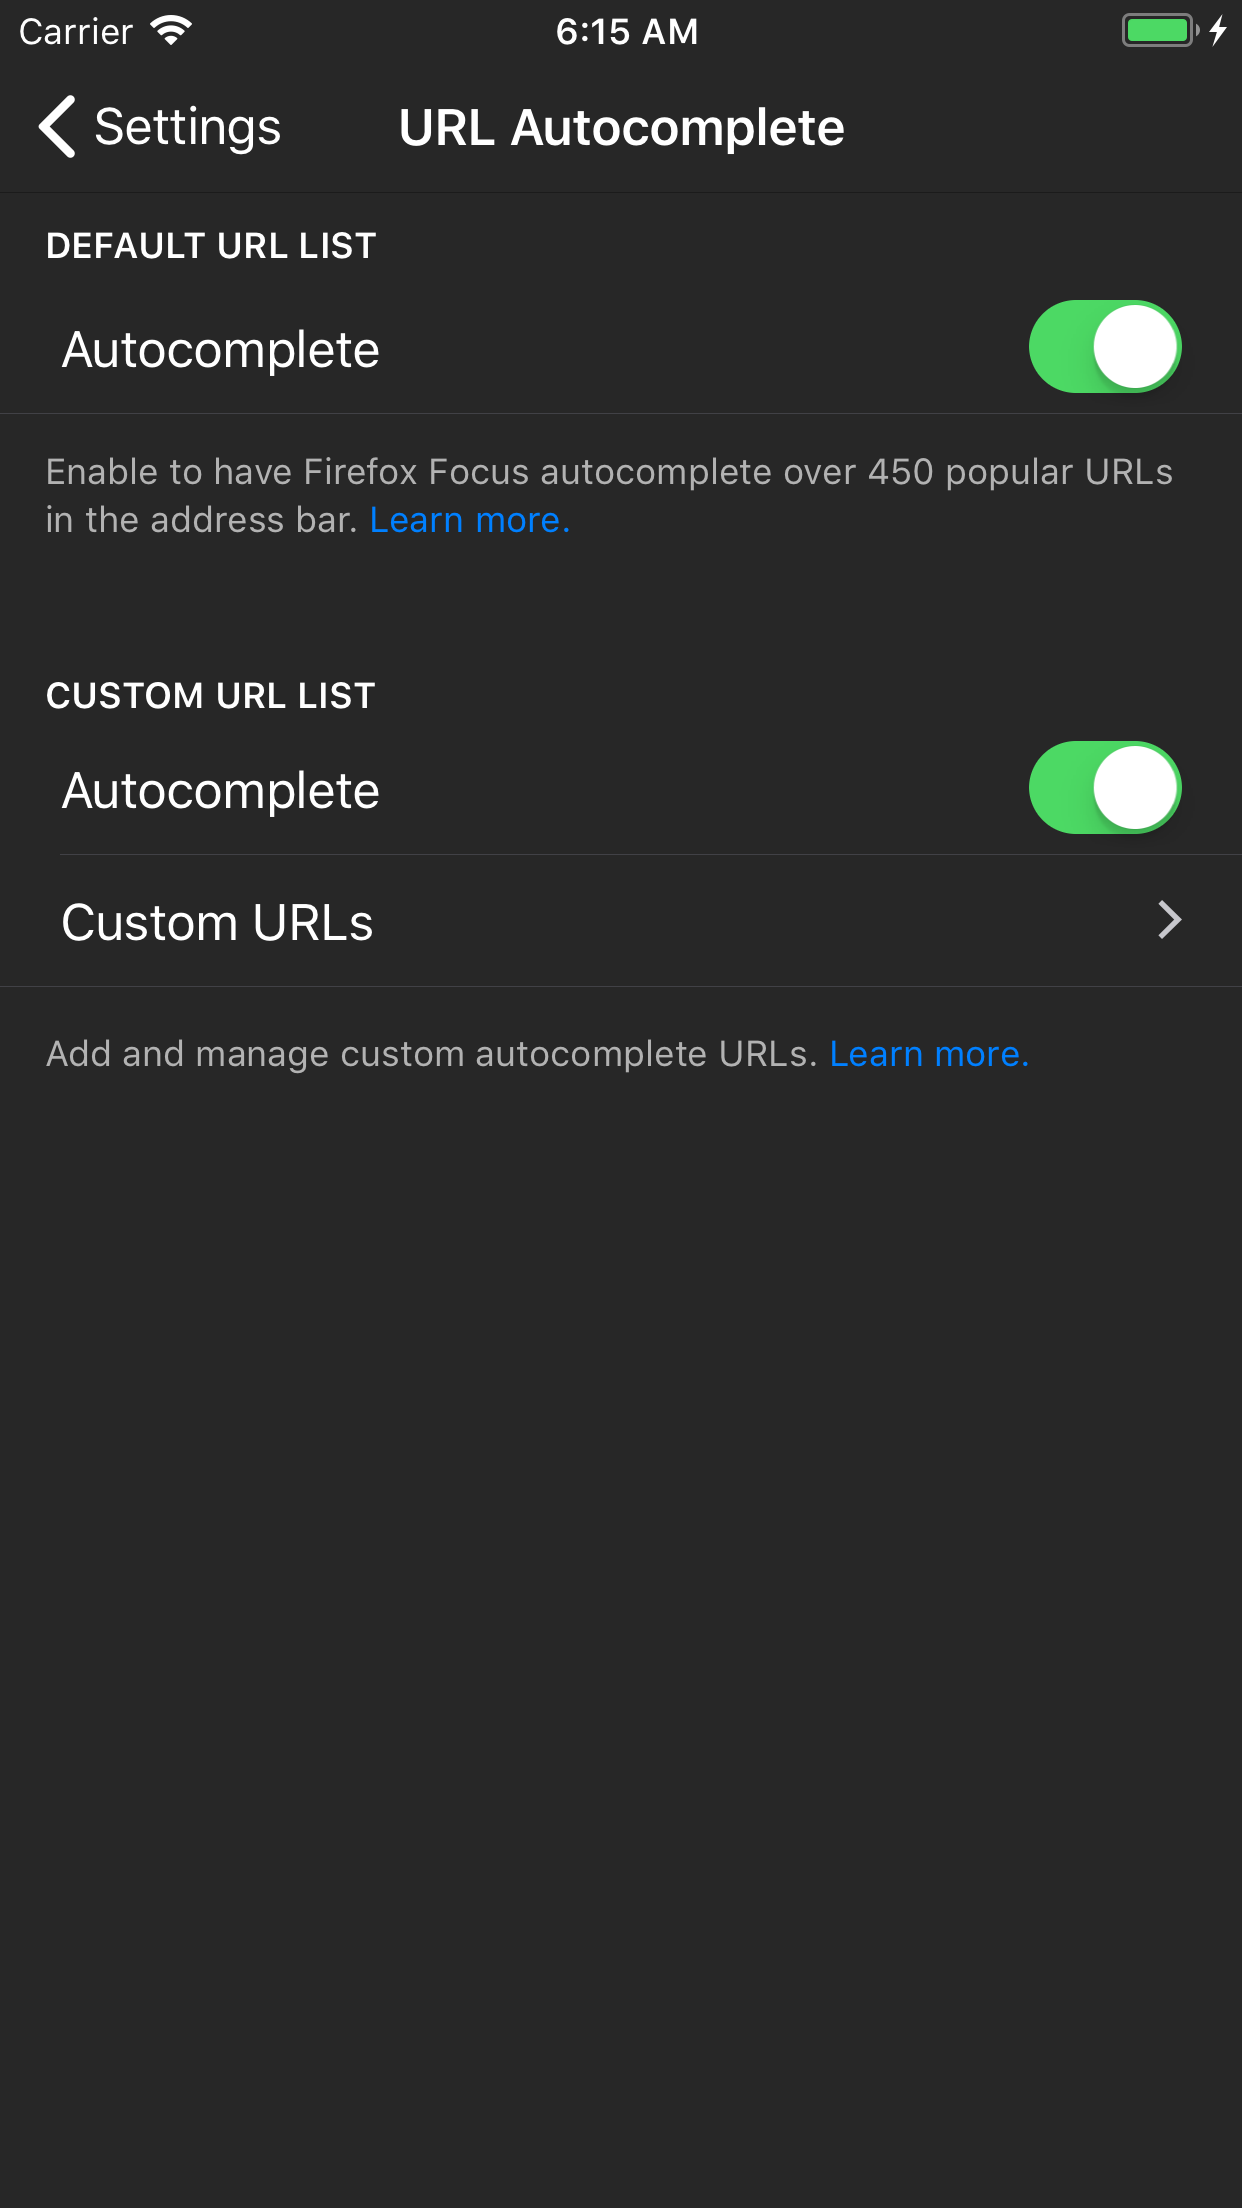 Carrier
6:15 AM
Settings
URL Autocomplete
DEFAULT URL LIST
Autocomplete
Enable to have Firefox Focus autocomplete over 450 popular URLs
in the address bar. Learn more.
CUSTOM URL LIST
Autocomplete
Custom URLs
Add and manage custom autocomplete URLs. Learn more.